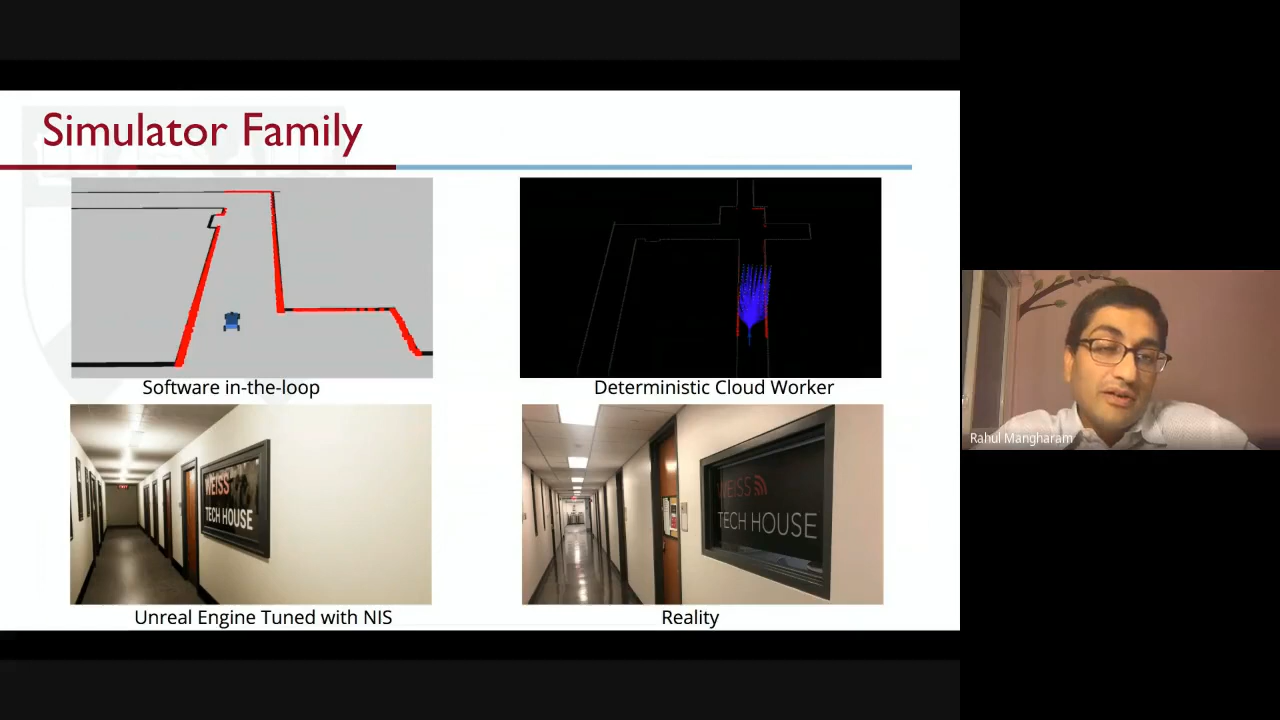 Simulator Family
Software in-the-loop
Deterministic Cloud Worker
WEISS
TECH HOUSE
WEISS
TECH HOUSE
Unreal Engine Tuned with NIS
Reality
Rahul Mangharam